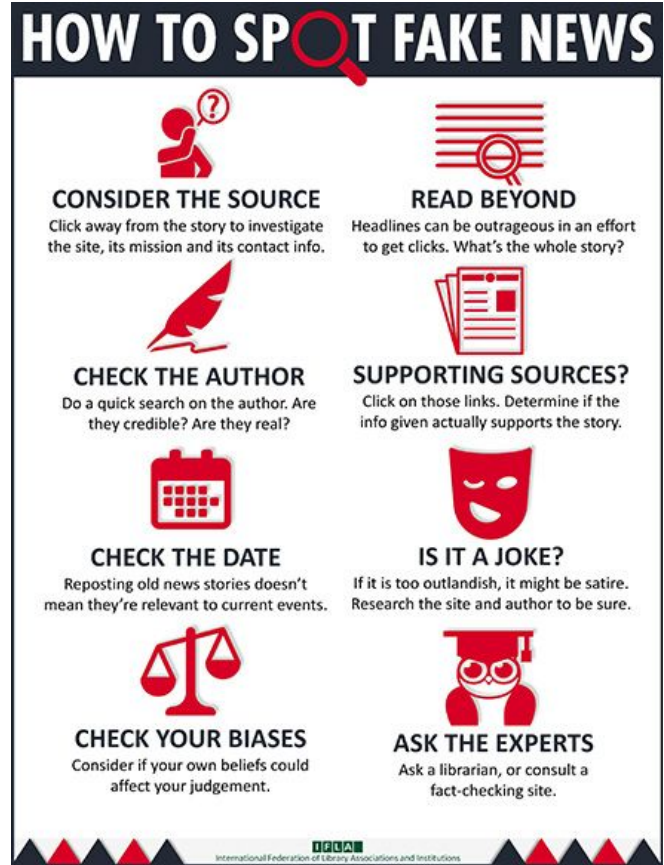 HOW TO SPOT FAKE NEWS
?
CONSIDER THE SOURCE
Click away from the story to investigate
the site, its mission and its contact info.
READ BEYOND
Headlines can be outrageous in an effort
to get clicks. What's the whole story?
CHECK THE AUTHOR
Do a quick search on the author. Are
they credible? Are they real?
SUPPORTING SOURCES?
Click on those links. Determine if the
info given actually supports the story.
CHECK THE DATE
Reposting old news stories doesn't
mean they're relevant to current events.
IS IT A JOKE?
If it is too outlandish, it might be satire.
Research the site and author to be sure.
CHECK YOUR BIASES
Consider if your own beliefs could
affect your judgement.
ASK THE EXPERTS
Ask a librarian, or consult a
fact-checking site.
IFLA
International Federation of Library Associations and Institutions